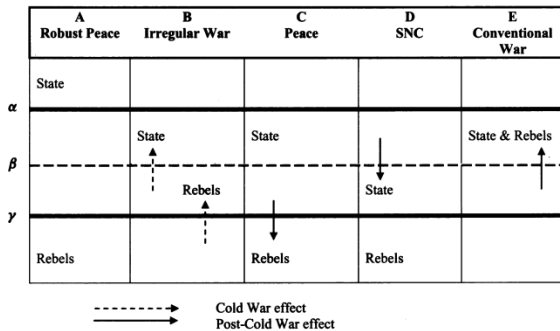 A B C D E
Robust Peace Irregular War Peace SNC Conventional
War
State
α
State State State & Rebels
β
Rebels State
γ
Rebels Rebels Rebels
Cold War effect
Post-Cold War effect